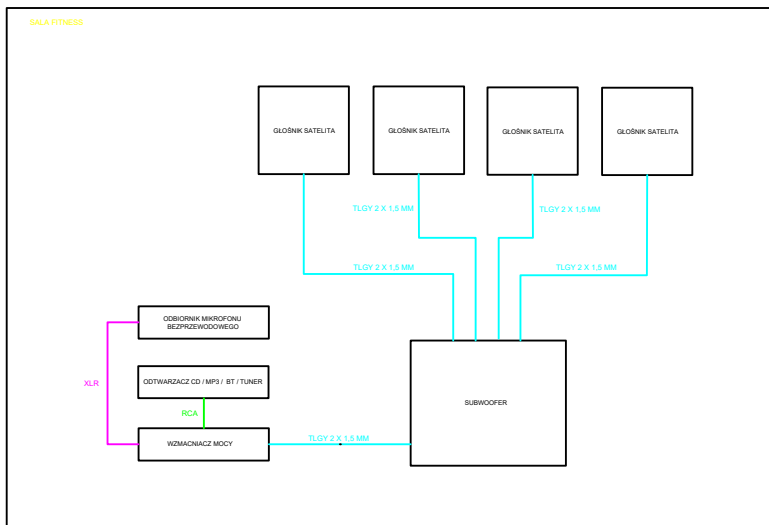 SALA FITNESS
GŁOŚNIK SATELITA
GŁOŚNIK SATELITA
GŁOŚNIK SATELITA
GŁOŚNIK SATELITA
TLGY 2 X 1,5 MM
TLGY 2 X 1,5 MM
TLGY 2 X 1,5 MM
TLGY 2 X 1,5 MM
ODBIORNIK MIKROFONU
BEZPRZEWODOWEGO
XLR
ODTWARZACZ CD / MP3 / BT / TUNER
RCA
WZMACNIACZ MOCY
TLGY 2 X 1,5 MM
SUBWOOFER